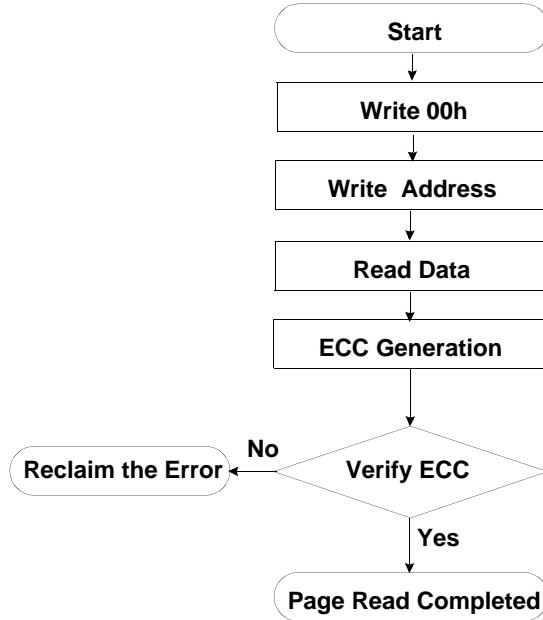 Start
Write 00h
Write Address
Read Data
ECC Generation
No
Reclaim the Error
Verify ECC
Yes
Page Read Completed